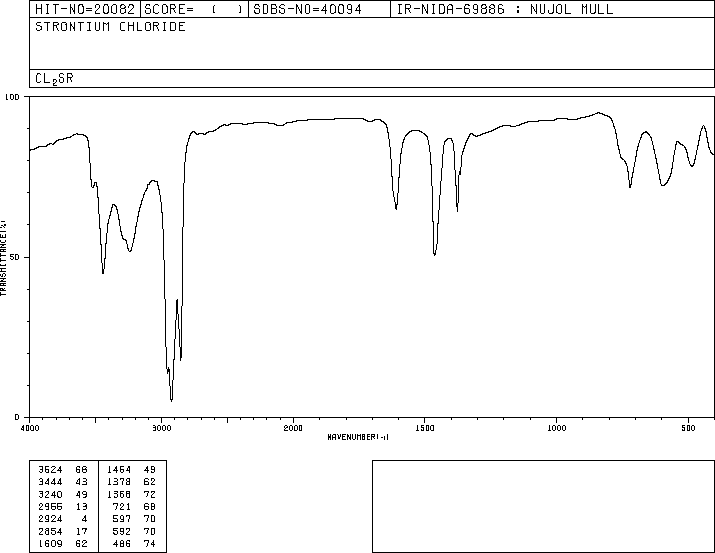 HIT-NO=20082 SCORE= ( ) SDBS-NO=40094 IR-NIDA-69886 : NUJOL MULL
STRONTIUM CHLORIDE
CL2SR
100
50
0
TRANSMITTANCE(%)
4000 3000 2000 1500 1000 500
WAVENUMBER(-1)
3524 68 1464 49
3444 43 1378 62
3240 49 1368 72
2955 13 721 68
2924 4 597 70
2854 17 592 70
1609 62 486 74